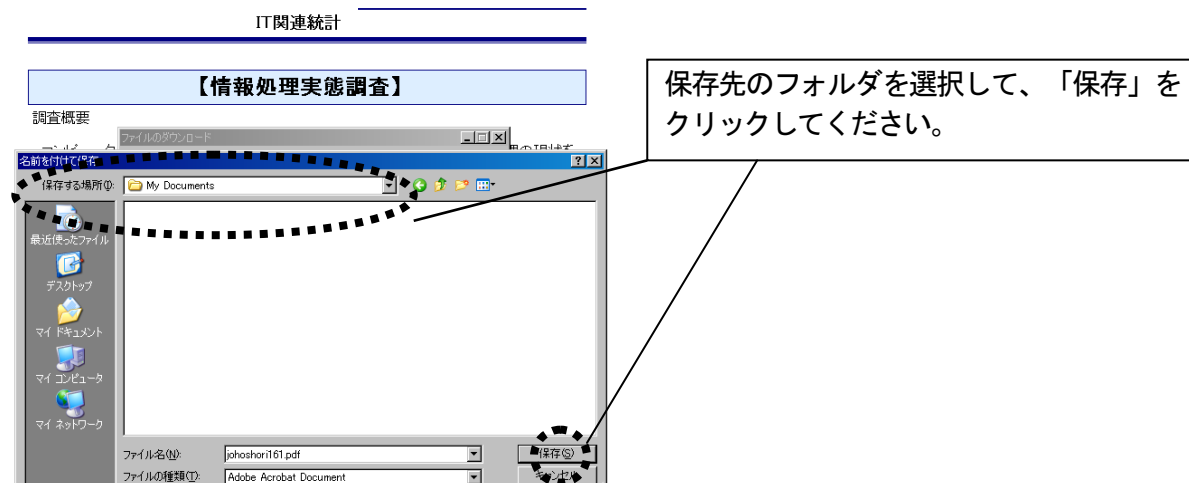 IT関連統計
【情報処理実態調査】
調査概要
保存先のフォルダを選択して、「保存」を
クリックしてください。
ファイルのダウンロード
名前を付けて保存
保存する場所(I): My Documents
最近使ったファイル
デスクトップ
マイ ドキュメント
マイ コンピュータ
マイ ネットワーク
ファイル名(N): johoshori161.pdf 保存(S)
ファイルの種類(T): Adobe Acrobat Document キャンセル